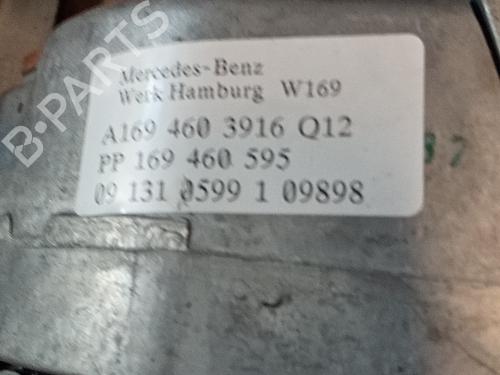 B-PARTS
Mercedes-Benz
Werk Hamburg W169
A169 460 3916 Q12
PP 169 460 595
09 131 0599 1 09898